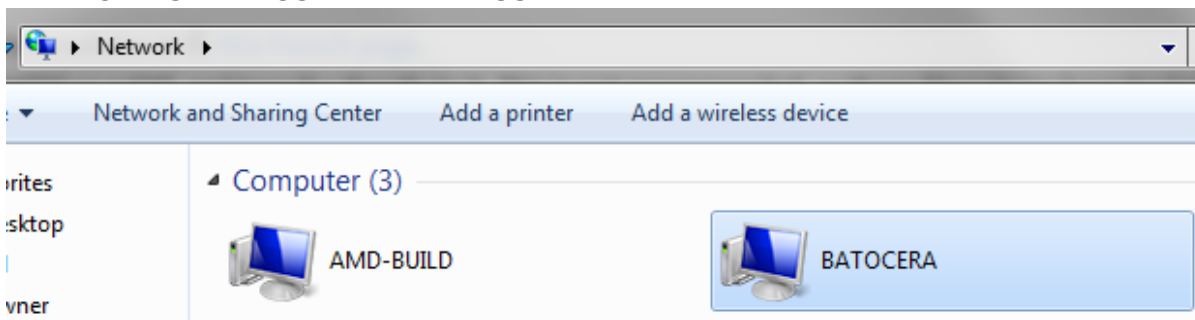 Network
Network and Sharing Center Add a printer Add a wireless device
Computer (3)
AMD-BUILD BATOCERA